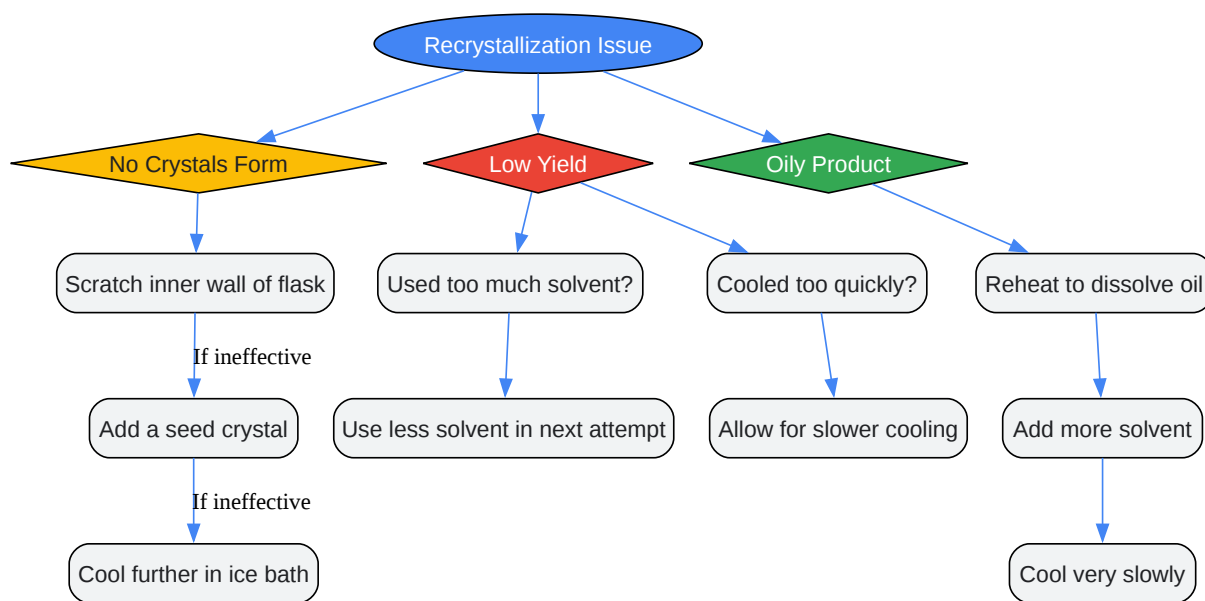 Recrystallization Issue
No Crystals Form
Low Yield
Oily Product
Scratch inner wall of flask
Used too much solvent?
Cooled too quickly?
Reheat to dissolve oil
If ineffective
Add a seed crystal
Use less solvent in next attempt
Allow for slower cooling
Add more solvent
If ineffective
Cool further in ice bath
Cool very slowly